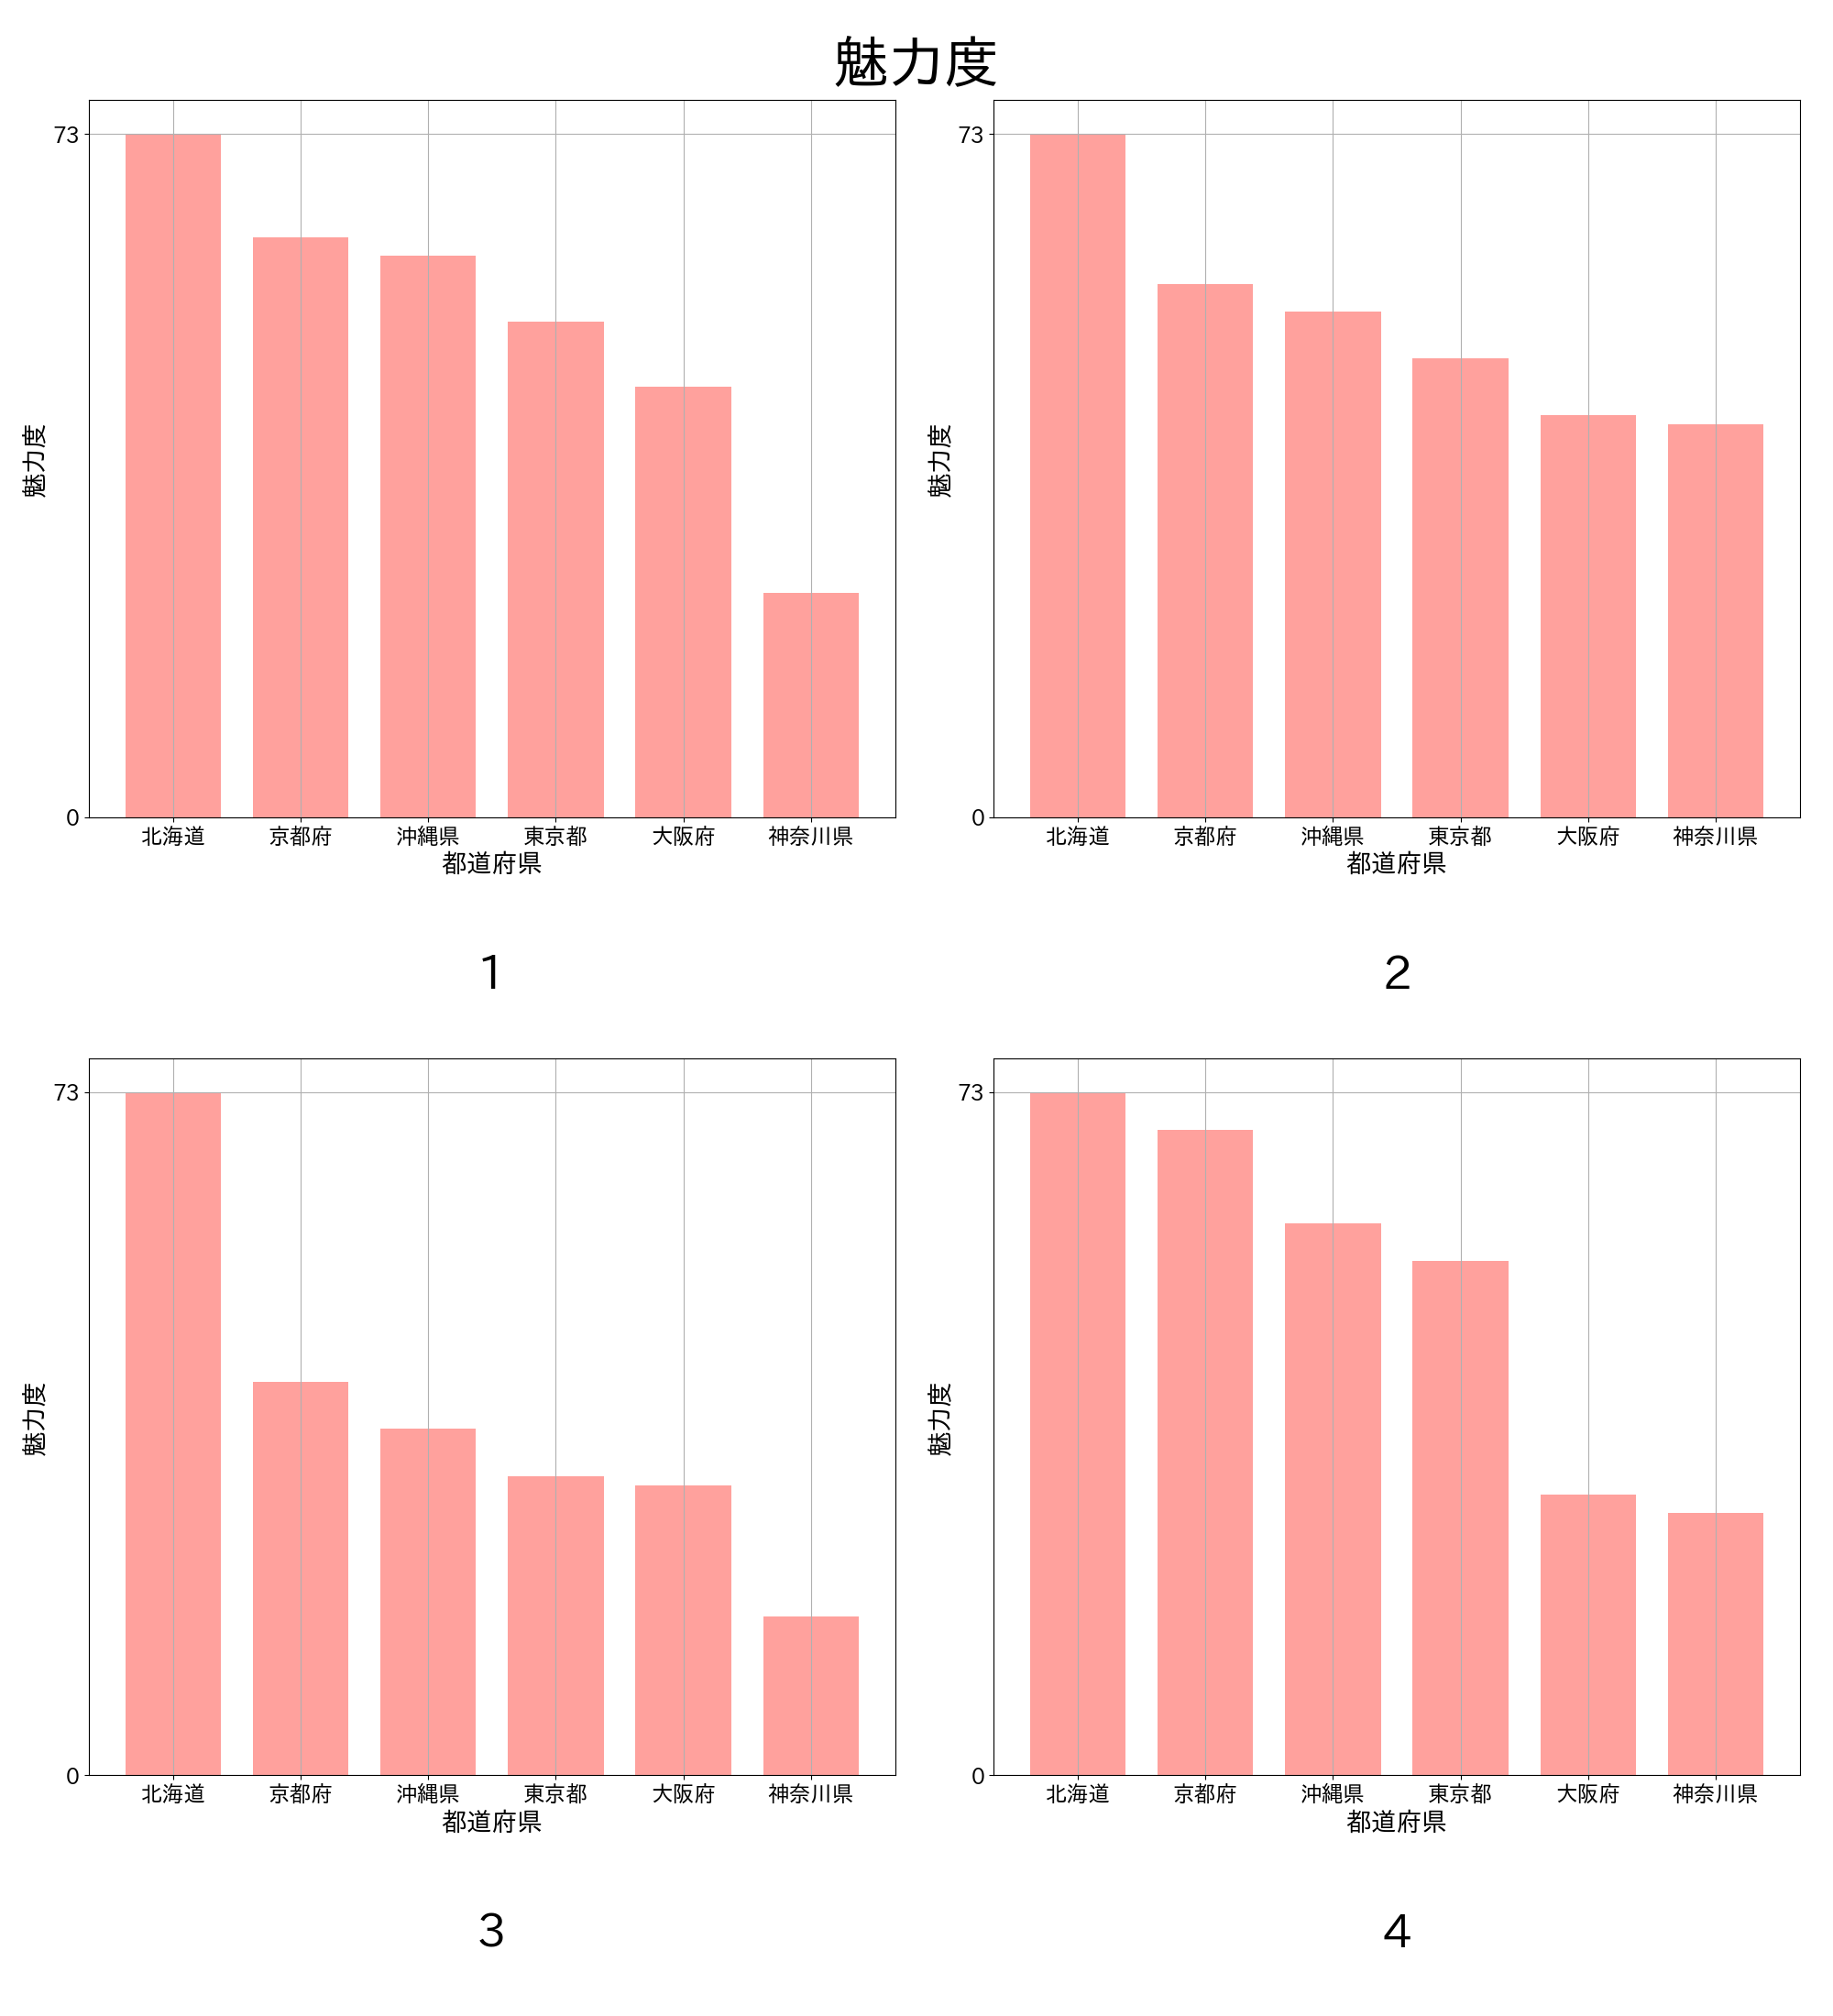 魅力度
73
0
魅力度
北海道 京都府 沖縄県 東京都 大阪府 神奈川県
都道府県
1
73
0
魅力度
北海道 京都府 沖縄県 東京都 大阪府 神奈川県
都道府県
2
73
0
魅力度
北海道 京都府 沖縄県 東京都 大阪府 神奈川県
都道府県
3
73
0
魅力度
北海道 京都府 沖縄県 東京都 大阪府 神奈川県
都道府県
4